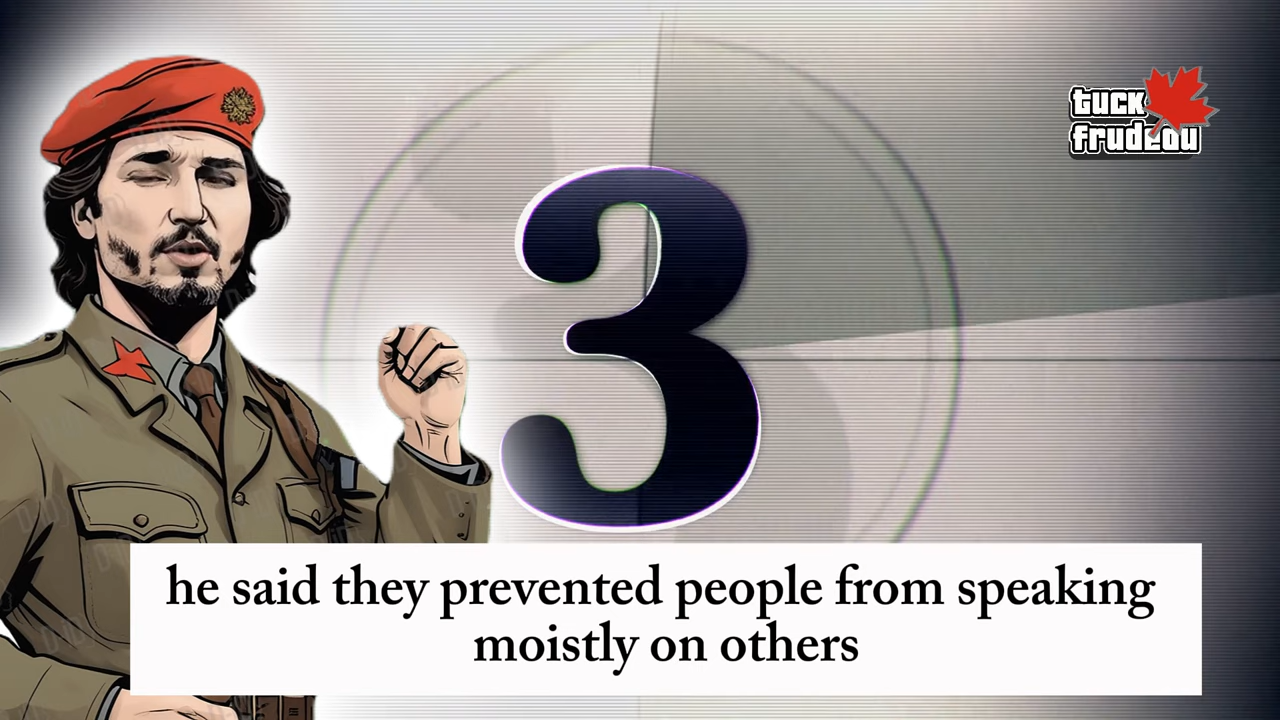 tuck
frudeau
3
he said they prevented people from speaking
moistly on others